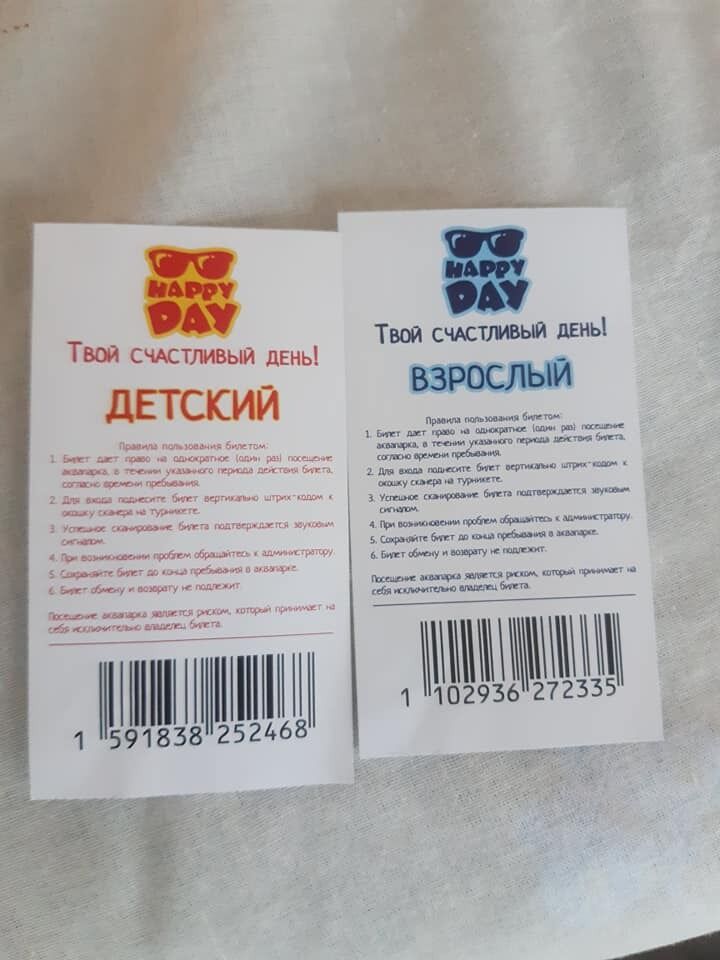 HAPPY
DAY
Твой счастливый день!
ДЕТСКИЙ
Правила пользования билетом:
1. Билет дает право на однократное (один раз) посещение
аквапарка, в течении указанного периода действия билета,
согласно времени пребывания.
2. Для входа поднесите билет вертикально штрих-кодом к
окошку сканера на турникете.
3. Успешное сканирование билета подтверждается звуковым
сигналом.
4. При возникновении проблем обращайтесь к администратору.
5. Сохраняйте билет до конца пребывания в аквапарке.
6. Билет обмену и возврату не подлежит.
Посещение аквапарка является риском, который принимает на
себя исключительно владелец билета.
1 591838 252468
HAPPY
DAY
Твой счастливый день!
ВЗРОСЛЫЙ
Правила пользования билетом:
1. Билет дает право на однократное (один раз) посещение
аквапарка, в течении указанного периода действия билета,
согласно времени пребывания.
2. Для входа поднесите билет вертикально штрих-кодом к
окошку сканера на турникете.
3. Успешное сканирование билета подтверждается звуковым
сигналом.
4. При возникновении проблем обращайтесь к администратору.
5. Сохраняйте билет до конца пребывания в аквапарке.
6. Билет обмену и возврату не подлежит.
Посещение аквапарка является риском, который принимает на
себя исключительно владелец билета.
1 102936 272335